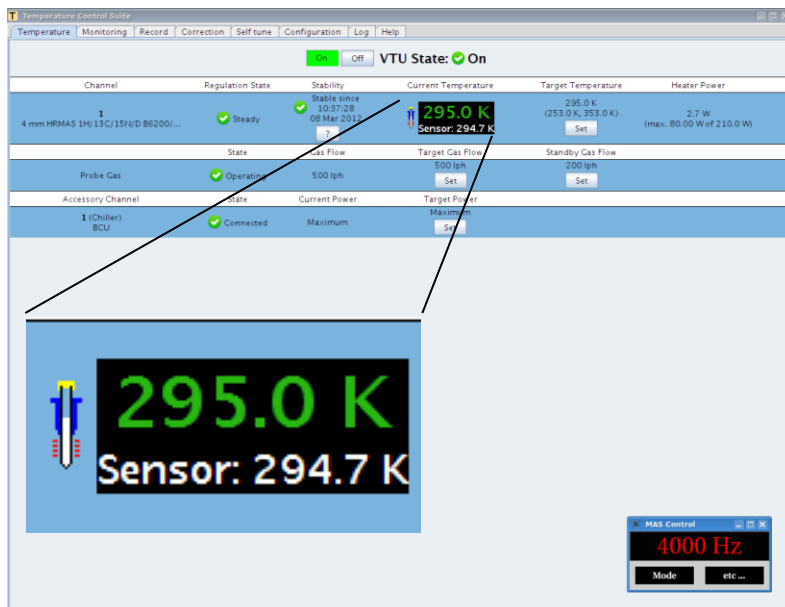 Temperature Control Suite
Temperature Monitoring Record Correction Self tune Configuration Log Help
On Off VTU State: On
Channel Regulation State Stability Current Temperature Target Temperature Heater Power
1
4 mm HRMAS 1H/13C/15N/D B6200/...
Steady
Stable since
10:37:28
08 Mar 2012
?
295.0 K
Sensor: 294.7 K
295.0 K
(253.0 K, 353.0 K)
Set
2.7 W
(max. 80.00 W of 210.0 W)
State Gas Flow Target Gas Flow Standby Gas Flow
Probe Gas Operating 500 lph
500 lph
Set
200 lph
Set
Accessory Channel State Current Power Target Power
1 (Chiller)
BCU
Connected Maximum
Maximum
Set
295.0 K
Sensor: 294.7 K
MAS Control
4000 Hz
Mode etc ...